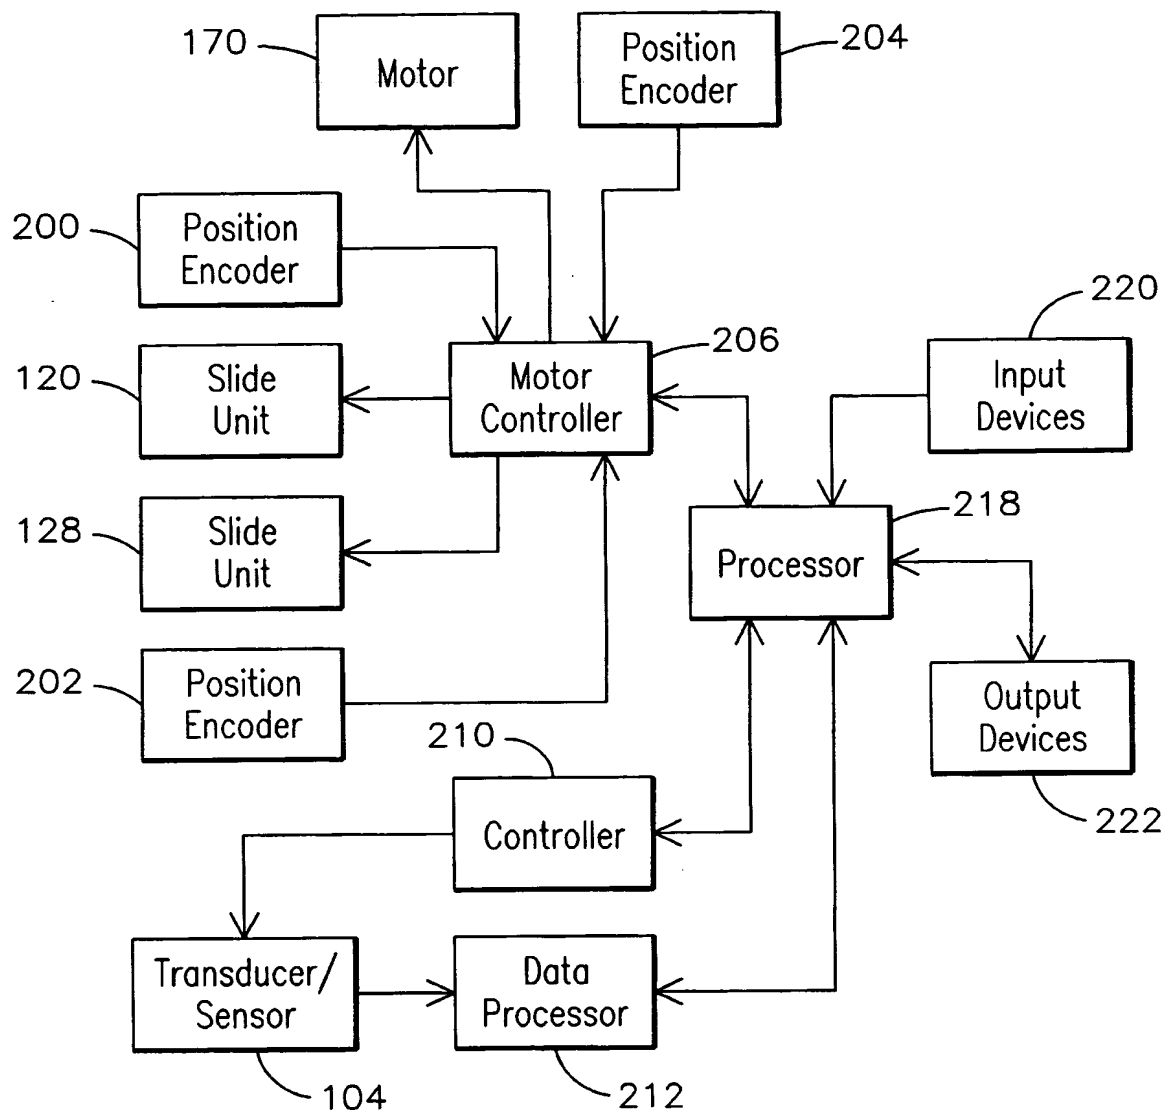 170
Motor
Position
Encoder
204
200
Position
Encoder
220
120
Slide
Unit
Motor
Controller
206
Input
Devices
128
Slide
Unit
218
Processor
202
Position
Encoder
Output
Devices
210
Controller
222
Transducer/
Sensor
Data
Processor
104
212